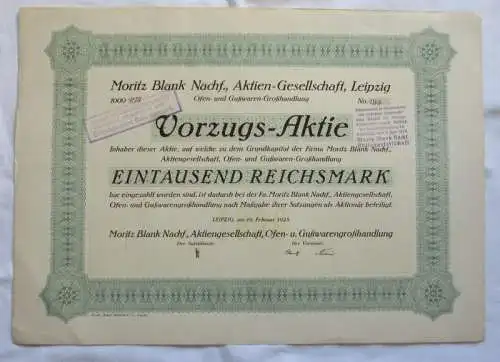 Moritz Blank Nachf., Aktien-Gesellschaft, Leipzig
Ofen- und Gußwaren-Großhandlung
1000 No.
Vorzugs-Aktie
Inhaber dieser Aktie, auf welche zu dem Grundkapital der Firma Moritz Blank Nachf.,
Aktiengesellschaft, Ofen- und Gußwaren-Großhandlung
EINTAUSEND REICHSMARK
bar eingezahlt worden sind, ist dadurch bei der Fa. Moritz Blank Nachf., Aktiengesellschaft,
Ofen- und Gußwarengroßhandlung nach Maßgabe ihrer Satzungen als Aktionär beteiligt.
LEIPZIG, am Februar
Moritz Blank Nachf., Aktiengesellschaft, Ofen- u. Gußwarengroßhandlung
Der Aufsichtsrat: Der Vorstand: